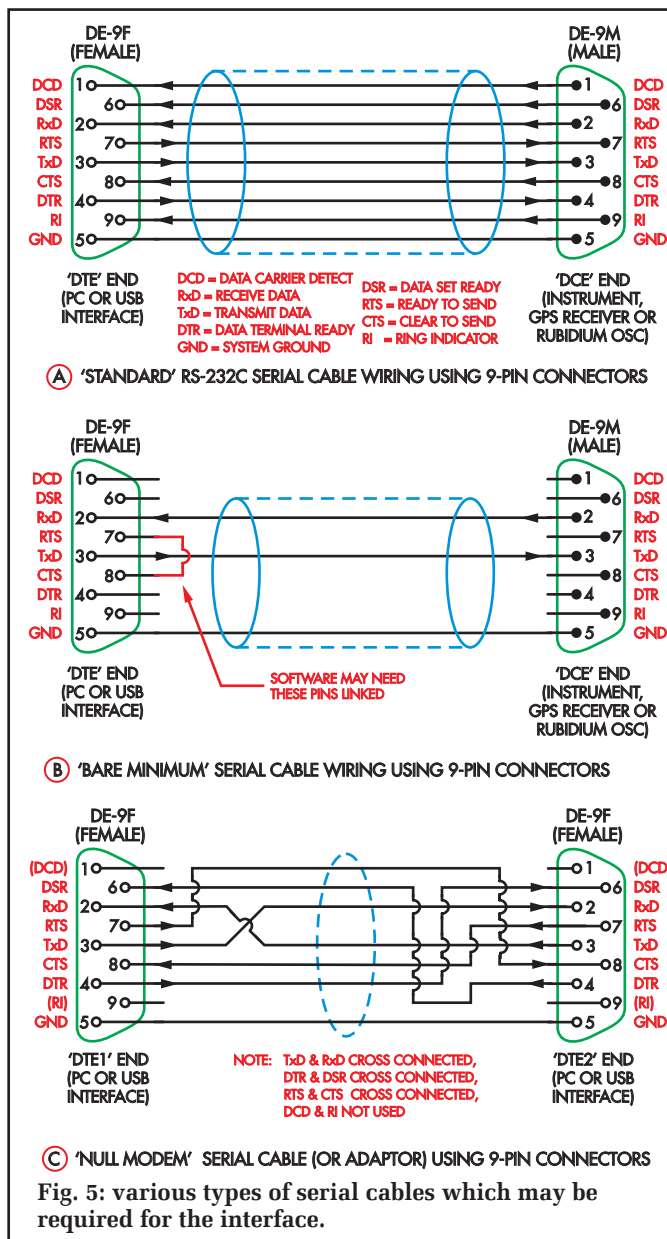 DE-9F
(FEMALE)
DE-9M
(MALE)
DCD 1 1 DCD
DSR 6 6 DSR
RxD 2 2 RxD
RTS 7 7 RTS
TxD 3 3 TxD
CTS 8 8 CTS
DTR 4 4 DTR
RI 9 9 RI
GND 5 5 GND
'DTE' END
(PC OR USB
INTERFACE)
DCD = DATA CARRIER DETECT
RxD = RECEIVE DATA
TxD = TRANSMIT DATA
DTR = DATA TERMINAL READY
GND = SYSTEM GROUND
DSR = DATA SET READY
RTS = READY TO SEND
CTS = CLEAR TO SEND
RI = RING INDICATOR
'DCE' END
(INSTRUMENT,
GPS RECEIVER OR
RUBIDIUM OSC)
A 'STANDARD' RS-232C SERIAL CABLE WIRING USING 9-PIN CONNECTORS
DE-9F
(FEMALE)
DE-9M
(MALE)
DCD 1 1 DCD
DSR 6 6 DSR
RxD 2 2 RxD
RTS 7 7 RTS
TxD 3 3 TxD
CTS 8 8 CTS
DTR 4 4 DTR
RI 9 9 RI
GND 5 5 GND
'DTE' END
(PC OR USB
INTERFACE)
SOFTWARE MAY NEED
THESE PINS LINKED
'DCE' END
(INSTRUMENT,
GPS RECEIVER OR
RUBIDIUM OSC)
B 'BARE MINIMUM' SERIAL CABLE WIRING USING 9-PIN CONNECTORS
DE-9F
(FEMALE)
DE-9F
(FEMALE)
(DCD) 1 1 (DCD
DSR 6 6 DSR
RxD 2 2 RxD
RTS 7 7 RTS
TxD 3 3 TxD
CTS 8 8 CTS
DTR 4 4 DTR
(RI) 9 9 (RI)
GND 5 5 GND
'DTE1' END
(PC OR USB
INTERFACE)
NOTE: TxD & RxD CROSS CONNECTED,
DTR & DSR CROSS CONNECTED,
RTS & CTS CROSS CONNECTED,
DCD & RI NOT USED
'DTE2' END
(PC OR USB
INTERFACE)
C 'NULL MODEM' SERIAL CABLE (OR ADAPTOR) USING 9-PIN CONNECTORS
Fig. 5: various types of serial cables which may be
required for the interface.